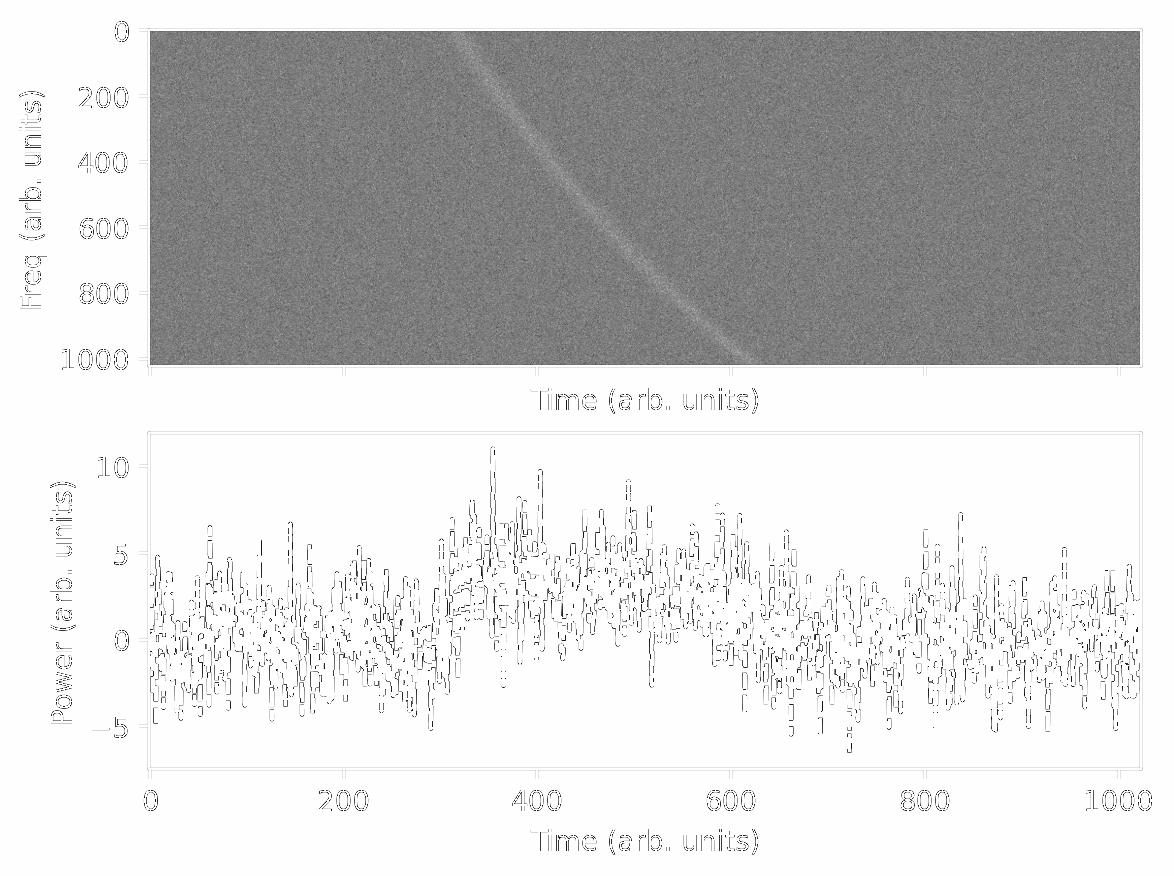 0
200
400
600
800
1000
Freq (arb. units)
Time (arb. units)
10
5
0
−5
Power (arb. units)
0 200 400 600 800 1000
Time (arb. units)